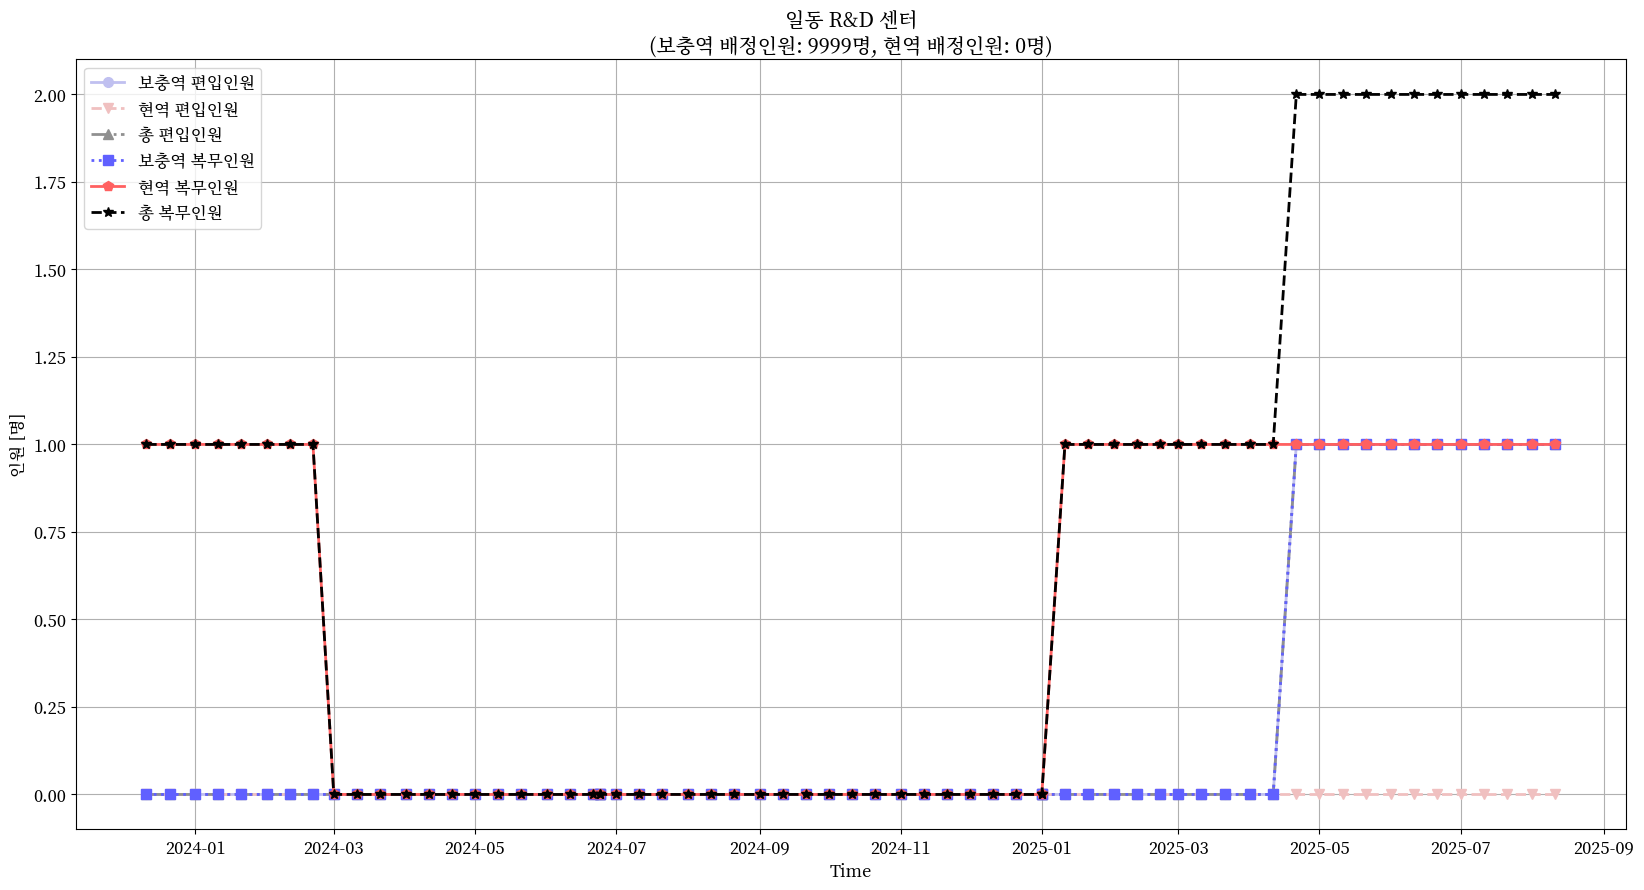 일동 R&D 센터
(보충역 배정인원: 9999명, 현역 배정인원: 0명)
보충역 편입인원
현역 편입인원
총 편입인원
보충역 복무인원
현역 복무인원
총 복무인원
인원 [명]
2.00
1.75
1.50
1.25
1.00
0.75
0.50
0.25
0.00
2024-01
2024-03
2024-05
2024-07
2024-09
2024-11
2025-01
2025-03
2025-05
2025-07
2025-09
Time